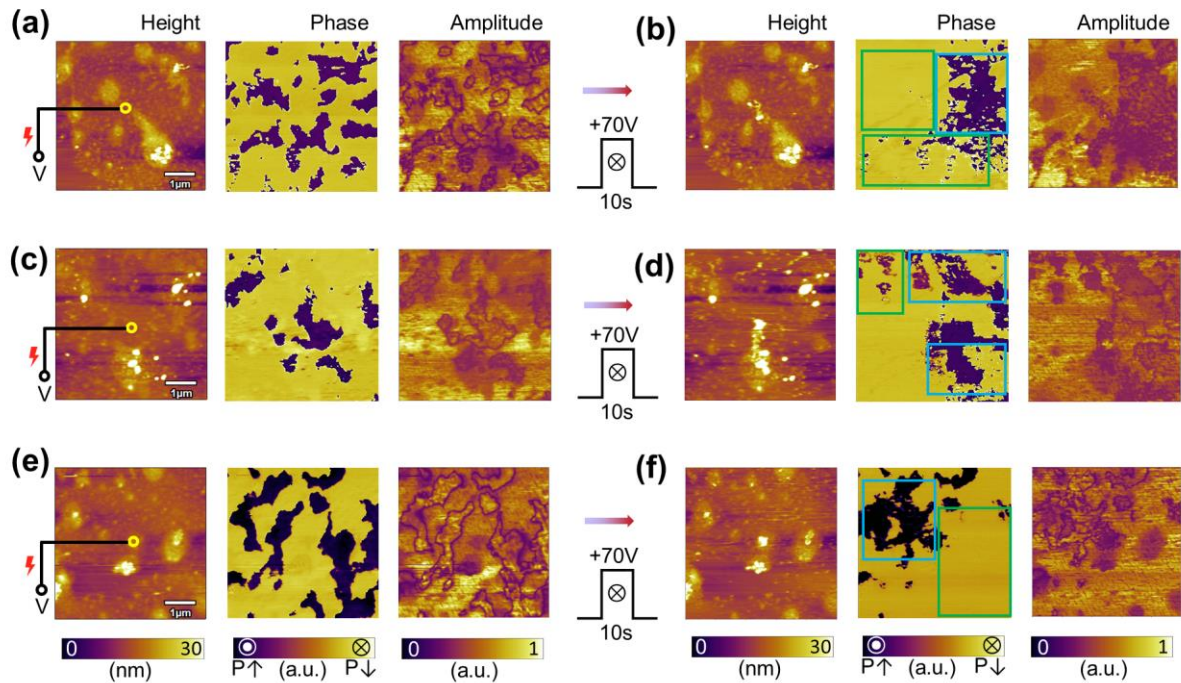 (a) Height Phase Amplitude
(b) Height Phase Amplitude
V
1μm
+70V
⊗
10s
(c)
(d)
V
1μm
+70V
⊗
10s
(e)
(f)
V
1μm
+70V
⊗
10s
0 30
(nm)
P↑ (a.u.) P↓
0 1
(a.u.)
0 30
(nm)
P↑ (a.u.) P↓
0 1
(a.u.)